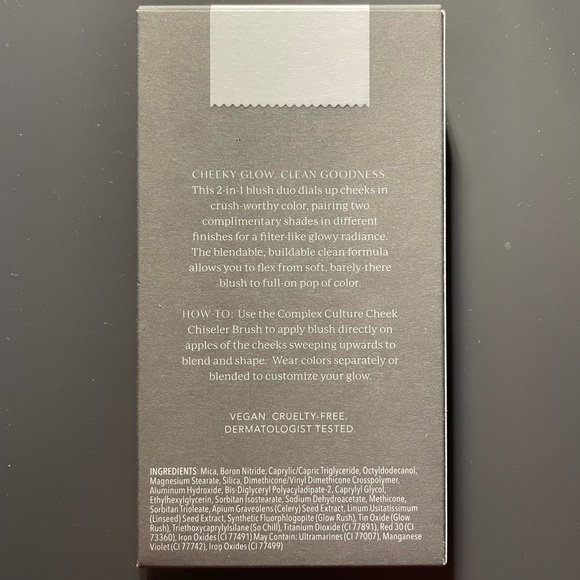 CHEEKY GLOW. CLEAN GOODNESS.
This 2-in-1 blush duo dials up cheeks in
crush-worthy color, pairing two
complimentary shades in different
finishes for a filter-like glowy radiance.
The blendable, buildable clean formula
allows you to flex from soft, barely-there
blush to full-on pop of color.
HOW-TO: Use the Complex Culture Cheek
Chiseler Brush to apply blush directly on
apples of the cheeks sweeping upwards to
blend and shape. Wear colors separately or
blended to customize your glow.
VEGAN. CRUELTY-FREE.
DERMATOLOGIST TESTED.
INGREDIENTS: Mica, Boron Nitride, Caprylic/Capric Triglyceride, Octyldodecanol,
Magnesium Stearate, Silica, Dimethicone/Vinyl Dimethicone Crosspolymer,
Aluminum Hydroxide, Bis-Diglyceryl Polyacyladipate-2, Caprylyl Glycol,
Ethylhexylglycerin, Sorbitan Isostearate, Sodium Dehydroacetate, Methicone,
Sorbitan Trioleate, Apium Graveolens (Celery) Seed Extract, Linum Usitatissimum
(Linseed) Seed Extract, Synthetic Fluorphlogopite (Glow Rush), Tin Oxide (Glow
Rush), Triethoxycaprylylsilane (So Chill), Titanium Dioxide (CI 77891), Red 30 (CI
73360), Iron Oxides (CI 77491) May Contain: Ultramarines (CI 77007), Manganese
Violet (CI 77742), Iron Oxides (CI 77499)